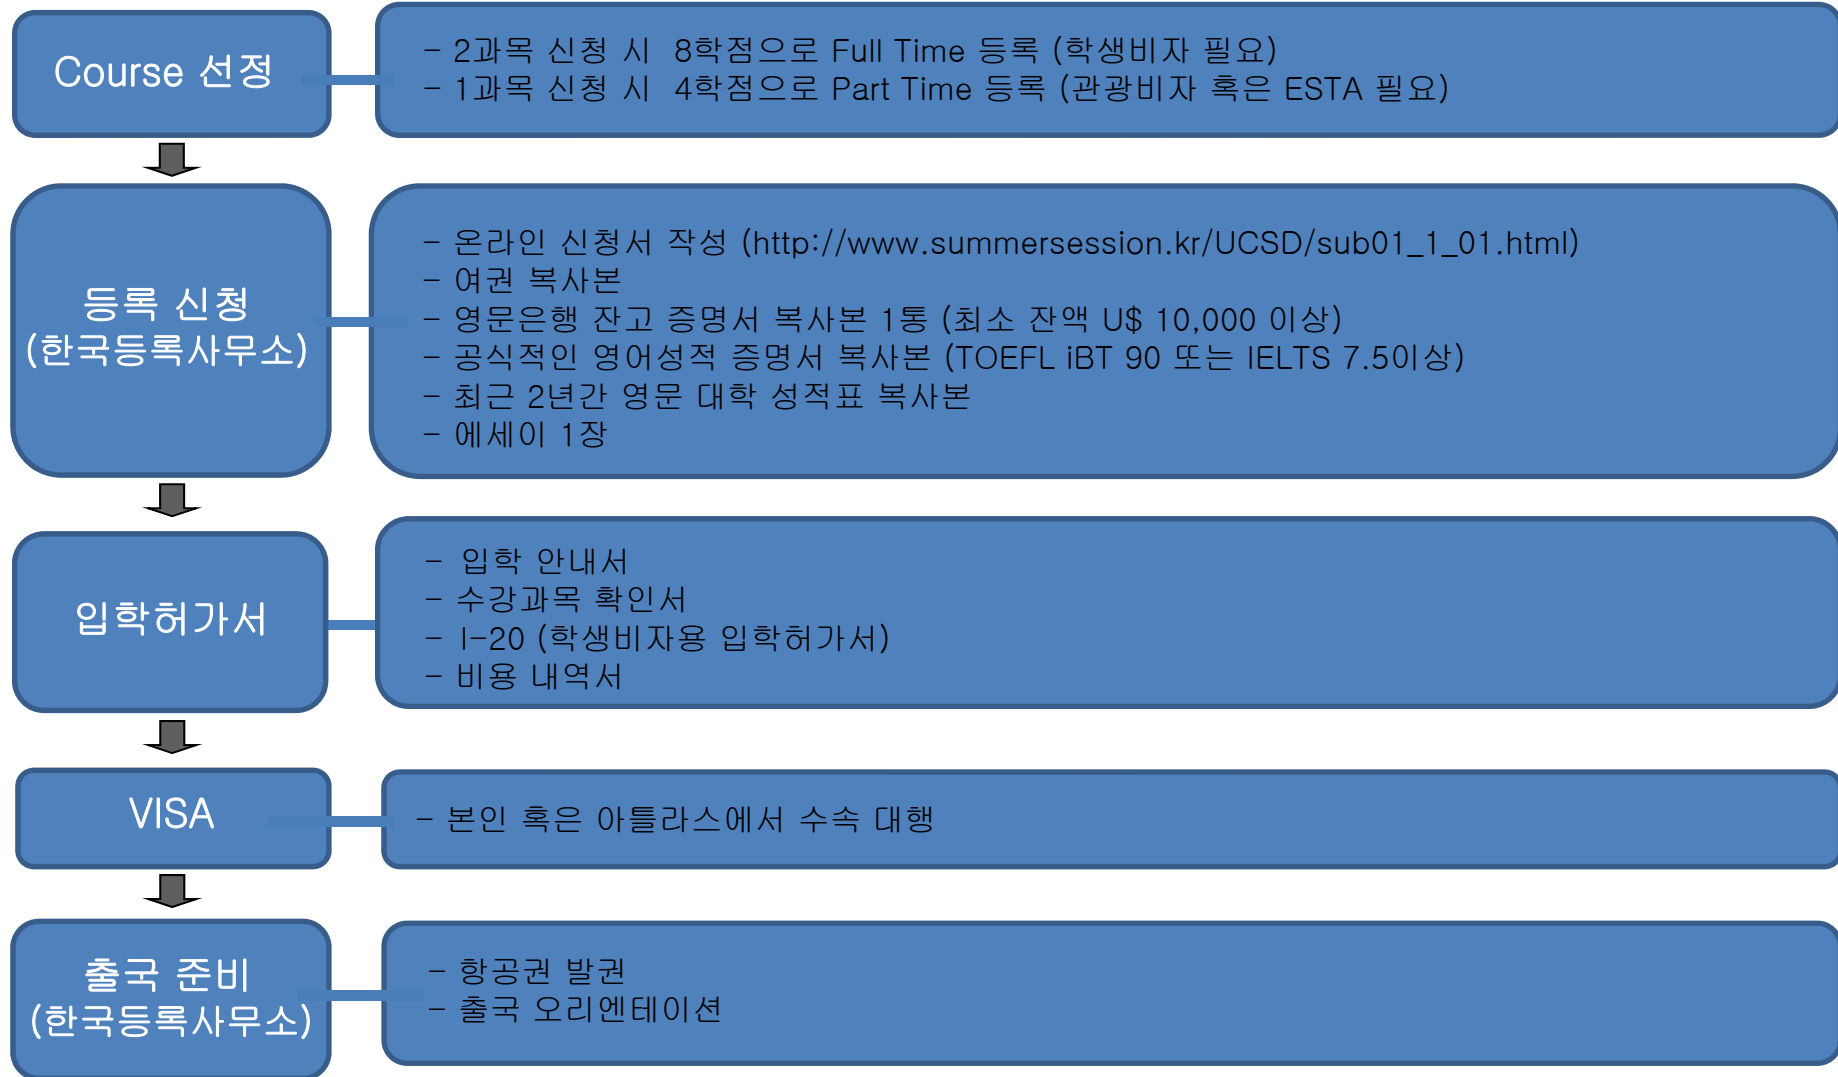 Course 선정
- 2과목 신청 시  8학점으로 Full Time 등록 (학생비자 필요)
- 1과목 신청 시  4학점으로 Part Time 등록 (관광비자 혹은 ESTA 필요)
등록 신청
(한국등록사무소)
- 온라인 신청서 작성 (http://www.summersession.kr/UCSD/sub01_1_01.html)
- 여권 복사본
- 영문은행 잔고 증명서 복사본 1통 (최소 잔액 U$ 10,000 이상)
- 공식적인 영어성적 증명서 복사본 (TOEFL iBT 90 또는 IELTS 7.5이상)
- 최근 2년간 영문 대학 성적표 복사본
- 에세이 1장
입학허가서
- 입학 안내서
- 수강과목 확인서
- I-20 (학생비자용 입학허가서)
- 비용 내역서
VISA
- 본인 혹은 아틀라스에서 수속 대행
출국 준비
(한국등록사무소)
- 항공권 발권
- 출국 오리엔테이션